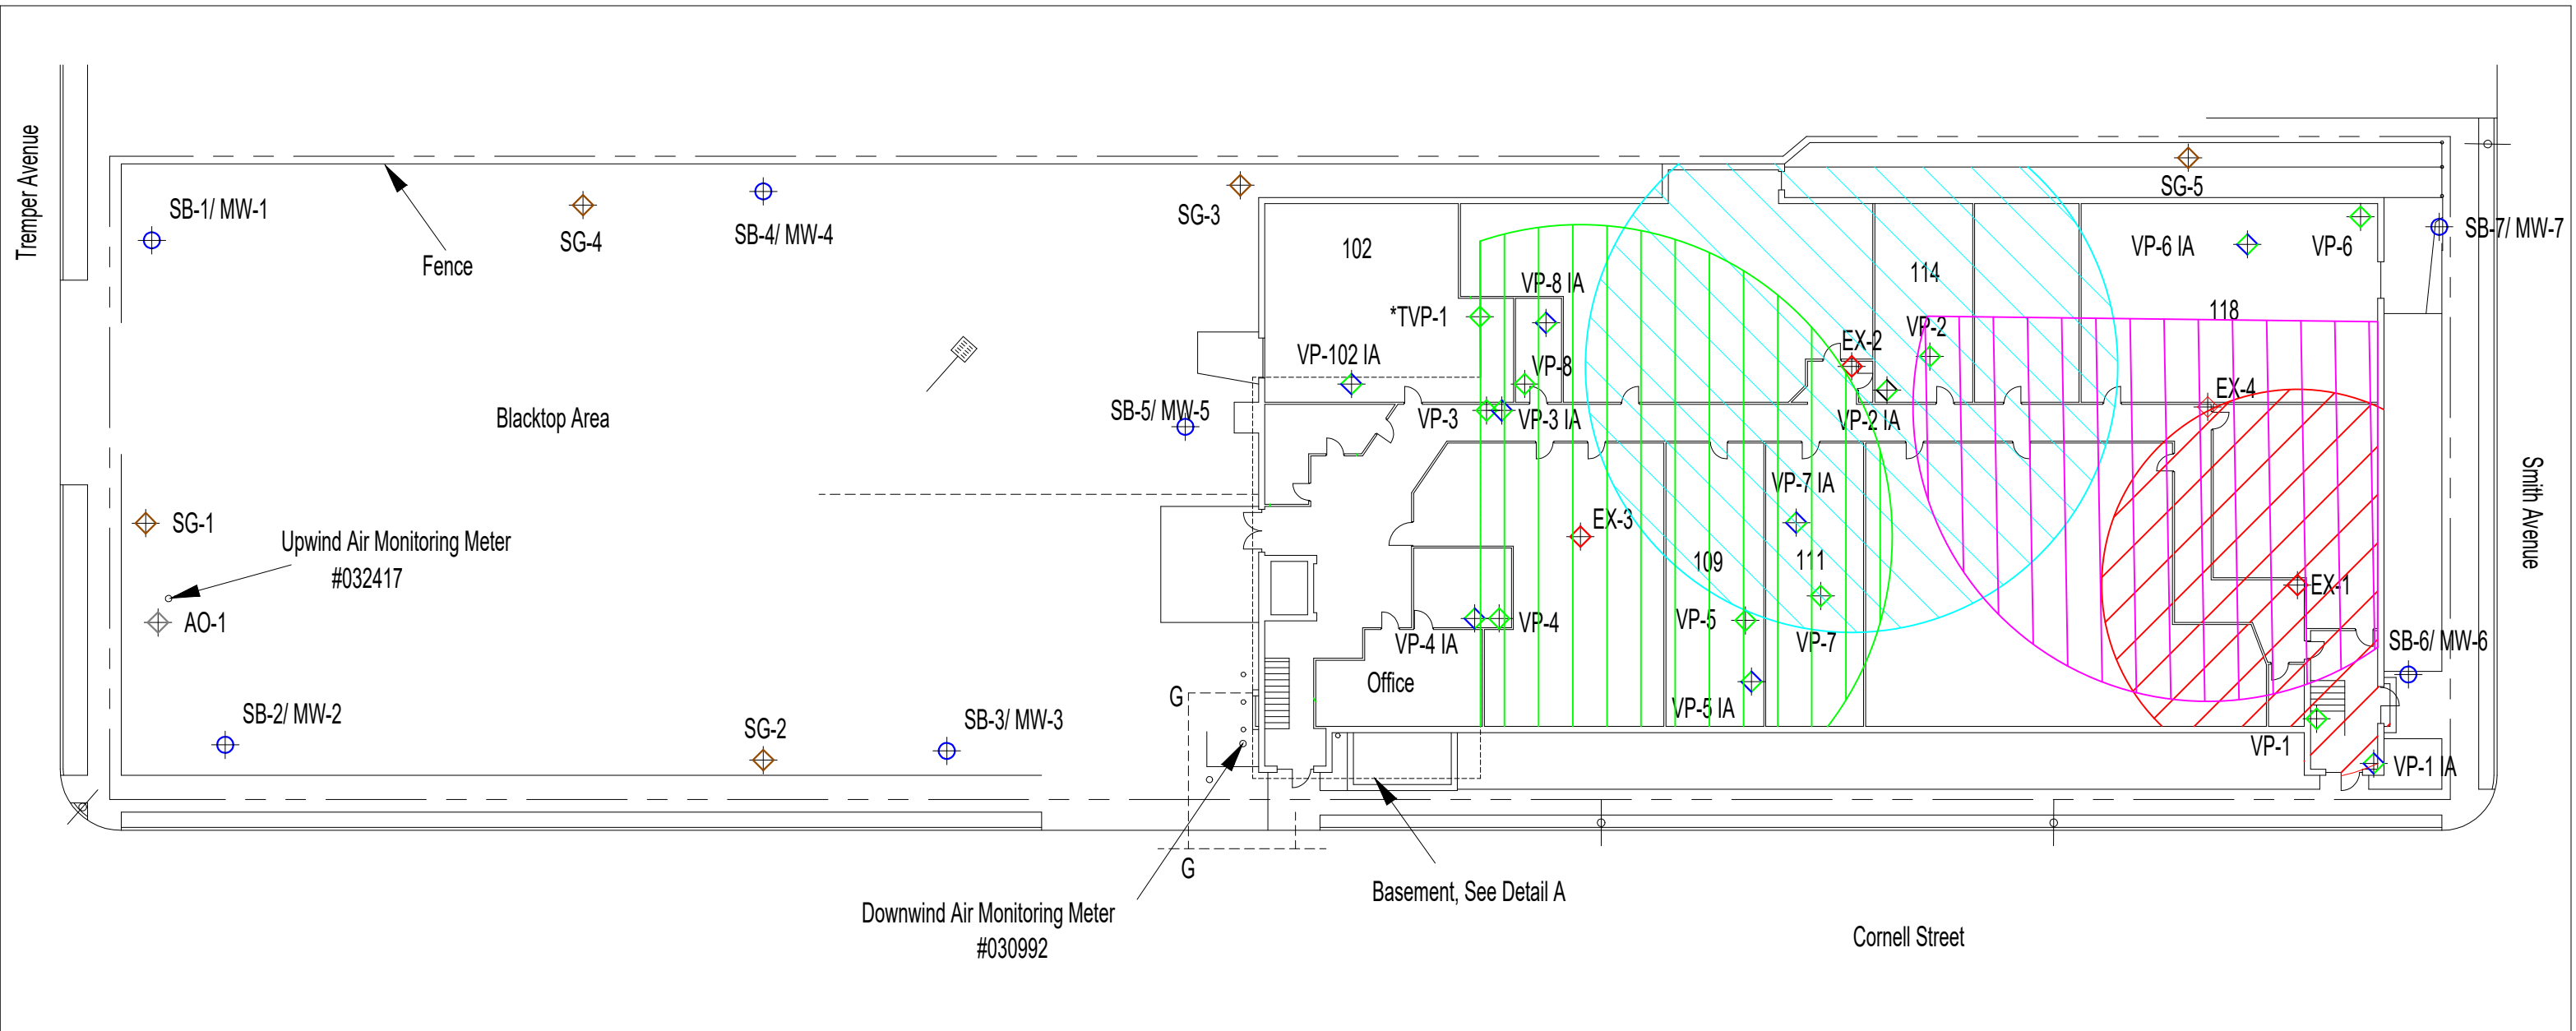 Tremper Avenue
SB-1/ MW-1
Fence
SG-4
SB-4/ MW-4
SG-3
102
*TVP-1
VP-8 IA
VP-102 IA
VP-8
VP-3
VP-3 IA
EX-2
VP-2
114
VP-2 IA
SG-5
VP-6 IA
VP-6
118
SB-7/ MW-7
EX-4
Blacktop Area
SB-5/ MW-5
SG-1
Upwind Air Monitoring Meter
#032417
AO-1
VP-7 IA
EX-3
109
111
VP-5
VP-7
VP-4
VP-4 IA
Office
VP-5 IA
EX-1
SB-6/ MW-6
VP-1
VP-1 IA
Smith Avenue
SB-2/ MW-2
SG-2
SB-3/ MW-3
G
G
Downwind Air Monitoring Meter
#030992
Basement, See Detail A
Cornell Street